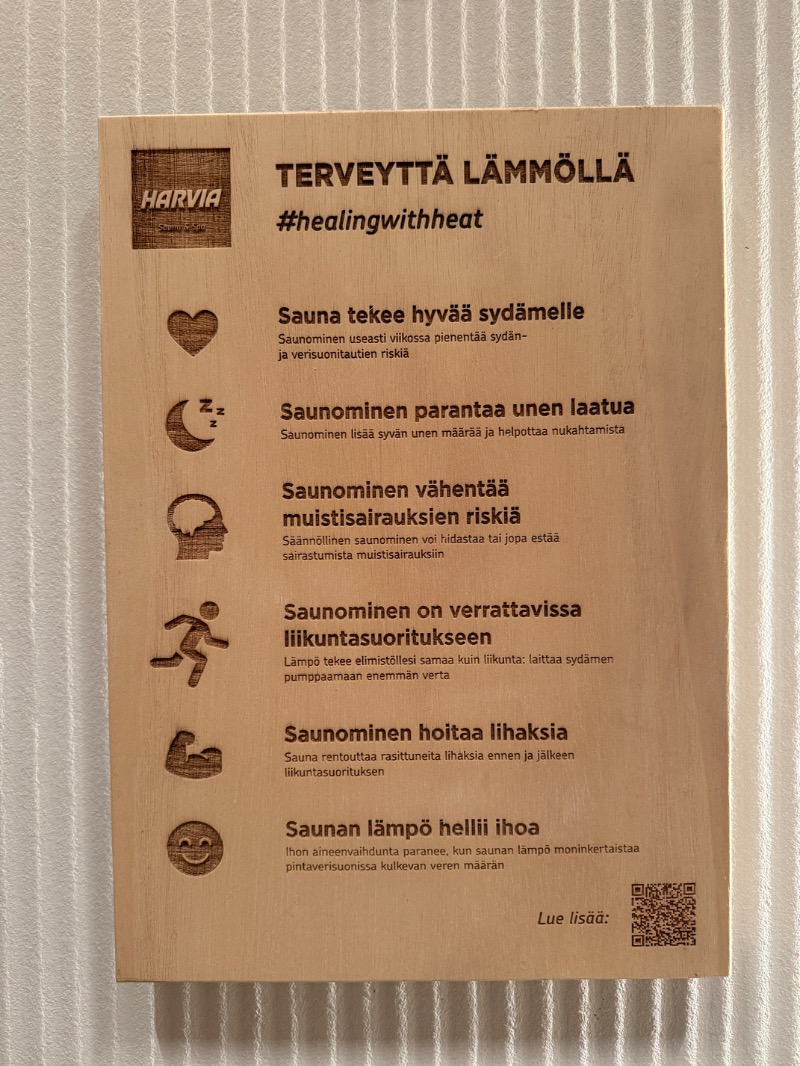 HARVIA
Sauna & Spa
TERVEYTTÄ LÄMMÖLLÄ
#healingwithheat
Sauna tekee hyvää sydämelle
Saunominen useasti viikossa pienentää sydän-
ja verisuonitautien riskiä
Z Z Z
Saunominen parantaa unen laatua
Saunominen lisää syvän unen määrää ja helpottaa nukahtamista
Saunominen vähentää
muistisairauksien riskiä
Säännöllinen saunominen voi hidastaa tai jopa estää
sairastumista muistisairauksiin
Saunominen on verrattavissa
liikuntasuoritukseen
Lämpö tekee elimistöllesi samaa kuin liikunta: laittaa sydämen
pumppaamaan enemmän verta
Saunominen hoitaa lihaksia
Sauna rentouttaa rasittuneita lihaksia ennen ja jälkeen
liikuntasuorituksen
Saunan lämpö hellii ihoa
Ihon aineenvaihdunta paranee, kun saunan lämpö moninkertaistaa
pintaverisuonissa kulkevan veren määrän
Lue lisää: